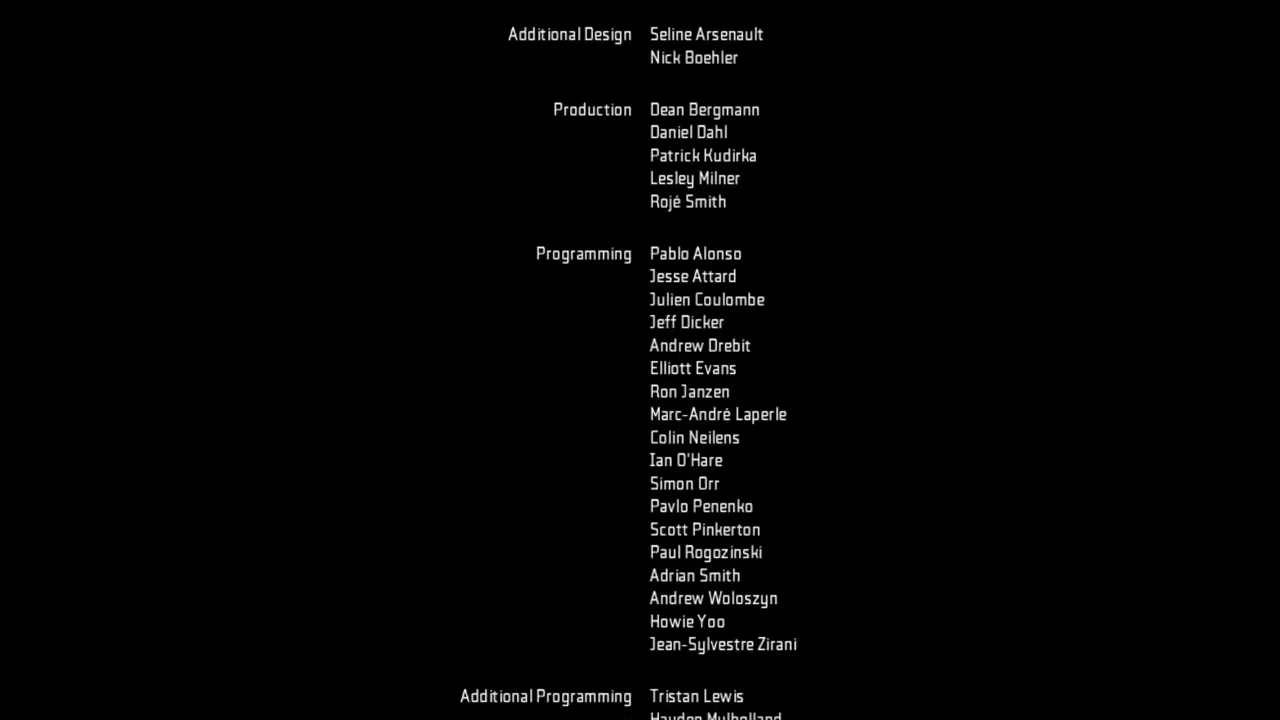 Additional Design Seline Arsenault
Nick Boehler
Production Dean Bergmann
Daniel Dahl
Patrick Kudirka
Lesley Milner
Rojé Smith
Programming Pablo Alonso
Jesse Attard
Julien Coulombe
Jeff Dicker
Andrew Drebit
Elliott Evans
Ron Janzen
Marc-André Laperle
Colin Neilens
Ian O'Hare
Simon Orr
Pavlo Penenko
Scott Pinkerton
Paul Rogozinski
Adrian Smith
Andrew Woloszyn
Howie Yoo
Jean-Sylvestre Zirani
Additional Programming Tristan Lewis
Hayden Mulholland